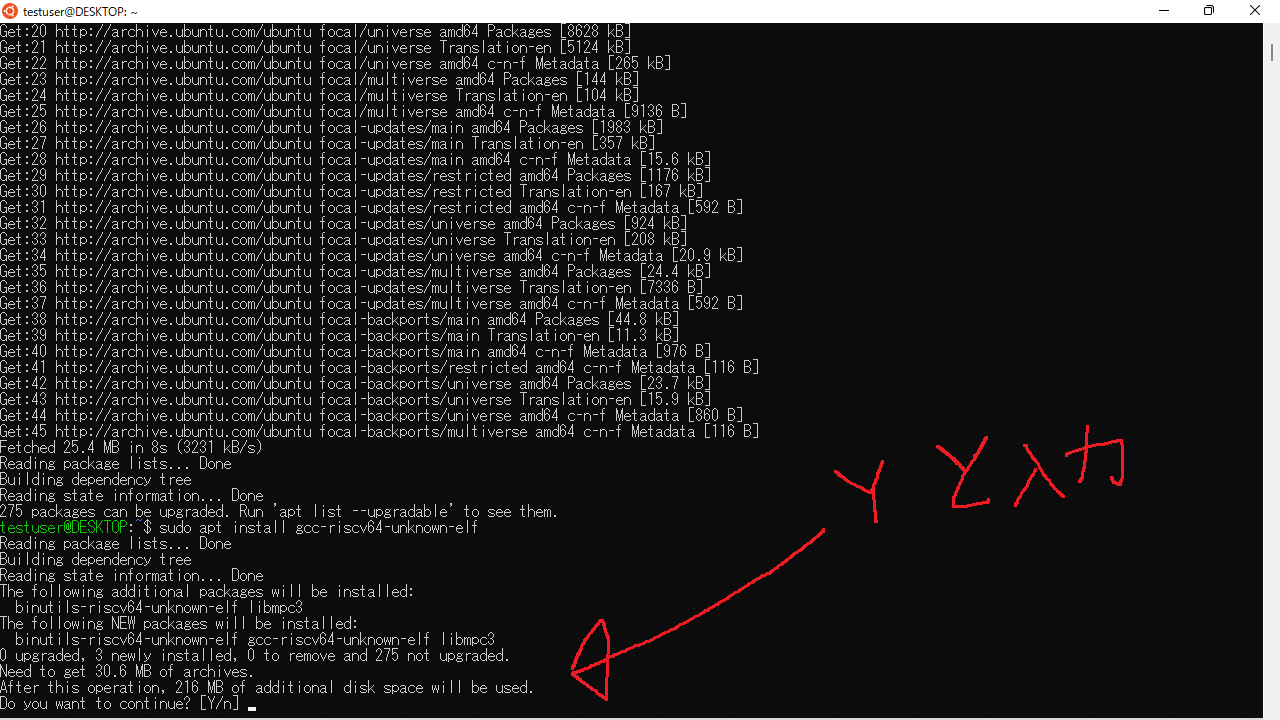 testuser@DESKTOP: ~
Get:20 http://archive.ubuntu.com/ubuntu focal/universe amd64 Packages [8628 kB]
Get:21 http://archive.ubuntu.com/ubuntu focal/universe Translation-en [5124 kB]
Get:22 http://archive.ubuntu.com/ubuntu focal/universe amd64 c-n-f Metadata [265 kB]
Get:23 http://archive.ubuntu.com/ubuntu focal/multiverse amd64 Packages [144 kB]
Get:24 http://archive.ubuntu.com/ubuntu focal/multiverse Translation-en [104 kB]
Get:25 http://archive.ubuntu.com/ubuntu focal/multiverse amd64 c-n-f Metadata [9136 B]
Get:26 http://archive.ubuntu.com/ubuntu focal-updates/main amd64 Packages [1983 kB]
Get:27 http://archive.ubuntu.com/ubuntu focal-updates/main Translation-en [357 kB]
Get:28 http://archive.ubuntu.com/ubuntu focal-updates/main amd64 c-n-f Metadata [15.6 kB]
Get:29 http://archive.ubuntu.com/ubuntu focal-updates/restricted amd64 Packages [1176 kB]
Get:30 http://archive.ubuntu.com/ubuntu focal-updates/restricted Translation-en [167 kB]
Get:31 http://archive.ubuntu.com/ubuntu focal-updates/restricted amd64 c-n-f Metadata [592 B]
Get:32 http://archive.ubuntu.com/ubuntu focal-updates/universe amd64 Packages [924 kB]
Get:33 http://archive.ubuntu.com/ubuntu focal-updates/universe Translation-en [208 kB]
Get:34 http://archive.ubuntu.com/ubuntu focal-updates/universe amd64 c-n-f Metadata [20.9 kB]
Get:35 http://archive.ubuntu.com/ubuntu focal-updates/multiverse amd64 Packages [24.4 kB]
Get:36 http://archive.ubuntu.com/ubuntu focal-updates/multiverse Translation-en [7336 B]
Get:37 http://archive.ubuntu.com/ubuntu focal-updates/multiverse amd64 c-n-f Metadata [592 B]
Get:38 http://archive.ubuntu.com/ubuntu focal-backports/main amd64 Packages [44.8 kB]
Get:39 http://archive.ubuntu.com/ubuntu focal-backports/main Translation-en [11.3 kB]
Get:40 http://archive.ubuntu.com/ubuntu focal-backports/main amd64 c-n-f Metadata [976 B]
Get:41 http://archive.ubuntu.com/ubuntu focal-backports/restricted amd64 c-n-f Metadata [116 B]
Get:42 http://archive.ubuntu.com/ubuntu focal-backports/universe amd64 Packages [23.7 kB]
Get:43 http://archive.ubuntu.com/ubuntu focal-backports/universe Translation-en [15.9 kB]
Get:44 http://archive.ubuntu.com/ubuntu focal-backports/universe amd64 c-n-f Metadata [860 B]
Get:45 http://archive.ubuntu.com/ubuntu focal-backports/multiverse amd64 c-n-f Metadata [116 B]
Fetched 25.4 MB in 8s (3231 kB/s)
Reading package lists... Done
Building dependency tree
Reading state information... Done
275 packages can be upgraded. Run 'apt list --upgradable' to see them.
testuser@DESKTOP:~$ sudo apt install gcc-riscv64-unknown-elf
Reading package lists... Done
Building dependency tree
Reading state information... Done
The following additional packages will be installed:
  binutils-riscv64-unknown-elf libmpc3
The following NEW packages will be installed:
  binutils-riscv64-unknown-elf gcc-riscv64-unknown-elf libmpc3
0 upgraded, 3 newly installed, 0 to remove and 275 not upgraded.
Need to get 30.6 MB of archives.
After this operation, 216 MB of additional disk space will be used.
Do you want to continue? [Y/n]
Y と入力